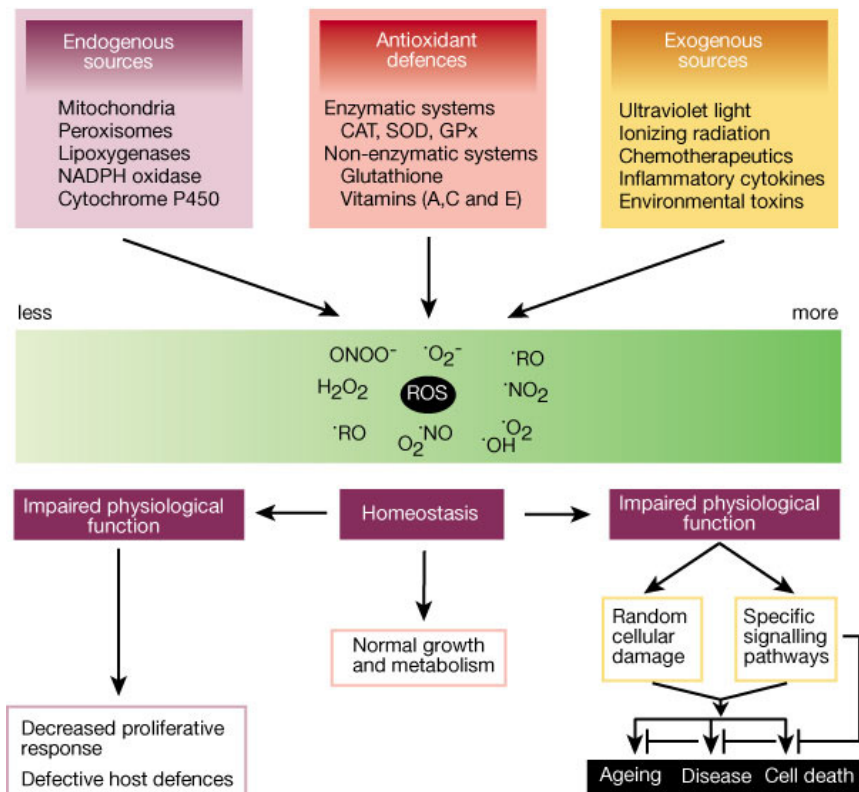 Endogenous
sources
Mitochondria
Peroxisomes
Lipoxygenases
NADPH oxidase
Cytochrome P450
Antioxidant
defences
Enzymatic systems
CAT, SOD, GPx
Non-enzymatic systems
Glutathione
Vitamins (A,C and E)
Exogenous
sources
Ultraviolet light
Ionizing radiation
Chemotherapeutics
Inflammatory cytokines
Environmental toxins
less
more
ONOO⁻
˙O₂⁻
˙RO
H₂O₂
ROS
˙NO₂
˙RO
O₂
˙NO
˙OH
˙O₂
Impaired physiological
function
Homeostasis
Impaired physiological
function
Normal growth
and metabolism
Random
cellular
damage
Specific
signalling
pathways
Decreased proliferative
response
Defective host defences
Ageing
Disease
Cell death